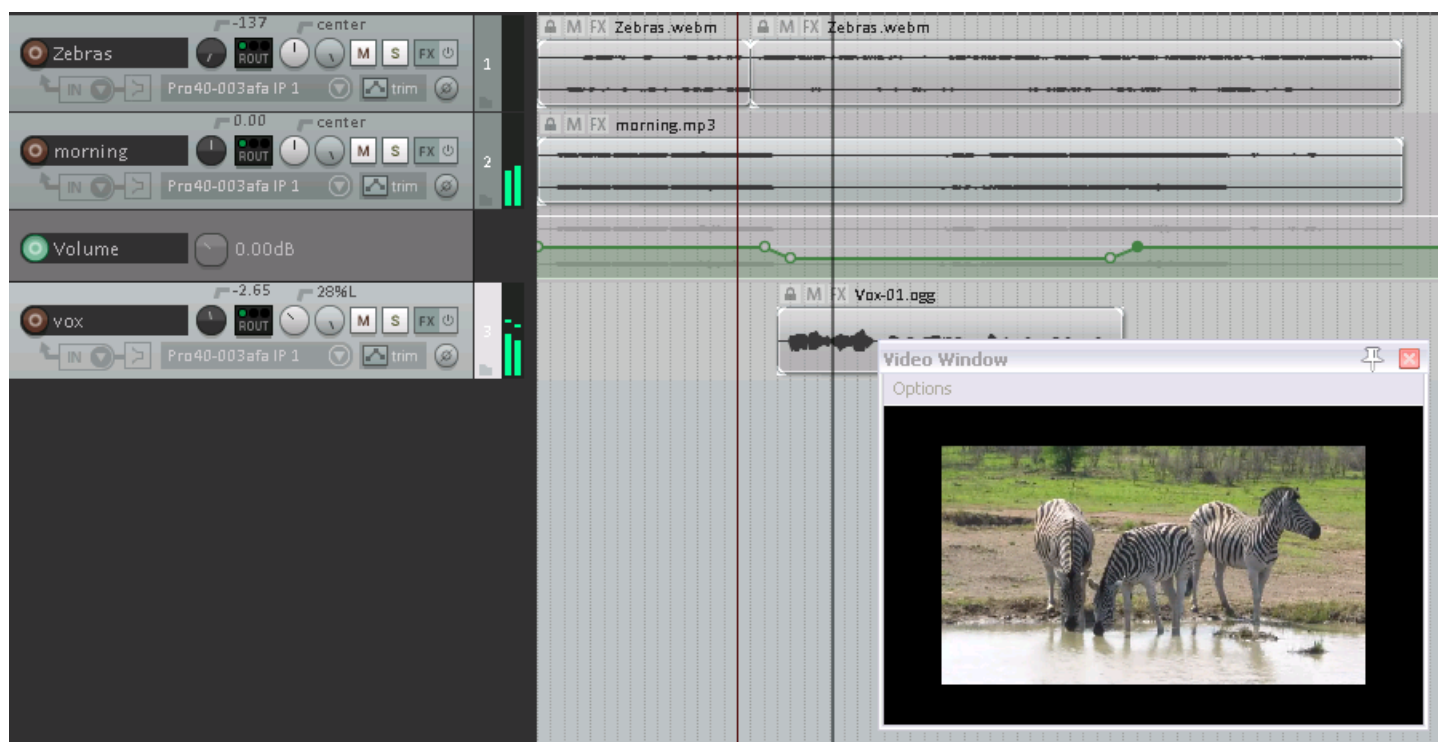 -137 center
Zebras ROUT M S FX 1
IN Pro40-003afa IP 1 trim
0.00 center
morning ROUT M S FX 2
IN Pro40-003afa IP 1 trim
Volume 0.00dB
-2.65 28%L
vox ROUT M S FX 3
IN Pro40-003afa IP 1 trim
M FX Zebras.webm M FX Zebras.webm
M FX morning.mp3
M FX Vox-01.ogg
Video Window
Options